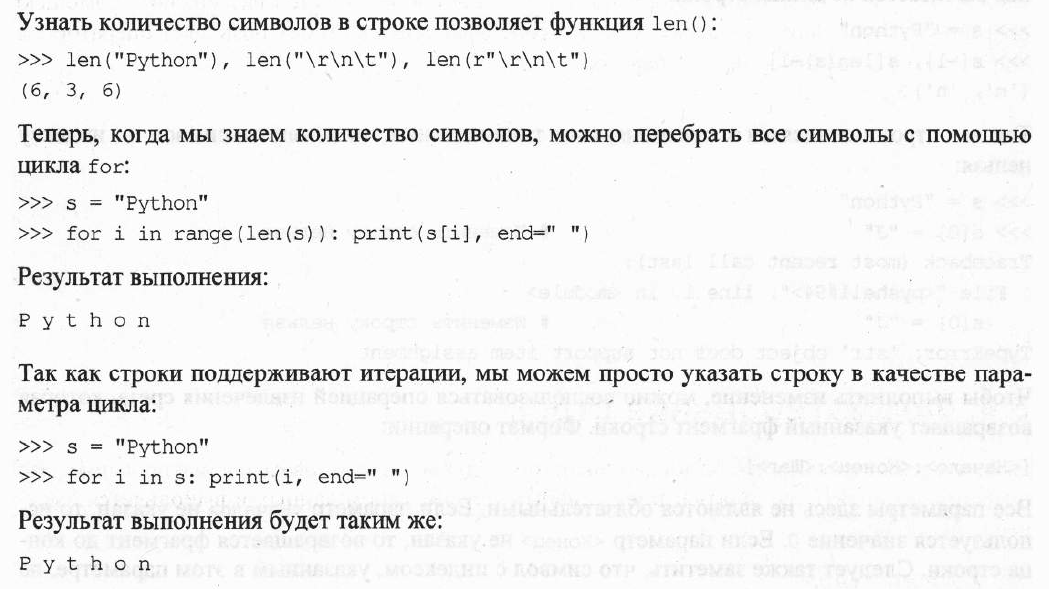 Узнать количество символов в строке позволяет функция len():
>>> len("Python"), len("\r\n\t"), len(r"\r\n\t")
(6, 3, 6)
Теперь, когда мы знаем количество символов, можно перебрать все символы с помощью
цикла for:
>>> s = "Python"
>>> for i in range(len(s)): print(s[i], end=" ")
Результат выполнения:
P y t h o n
Так как строки поддерживают итерации, мы можем просто указать строку в качестве пара-
метра цикла:
>>> s = "Python"
>>> for i in s: print(i, end=" ")
Результат выполнения будет таким же:
P y t h o n